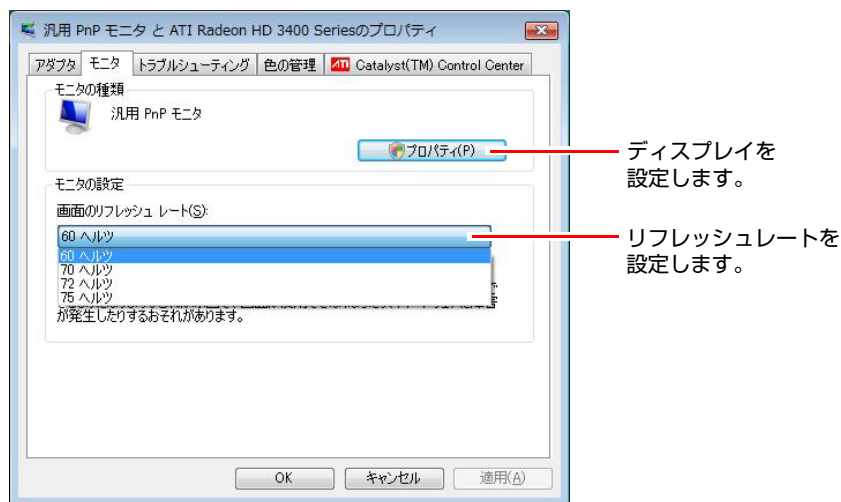 汎用 PnP モニタ と ATI Radeon HD 3400 Seriesのプロパティ
アダプタ モニタ トラブルシューティング 色の管理 ATI Catalyst(TM) Control Center
モニタの種類
汎用 PnP モニタ
プロパティ(P)
ディスプレイを
設定します。
モニタの設定
画面のリフレッシュ レート(S):
60 ヘルツ
リフレッシュレートを
設定します。
60 ヘルツ
70 ヘルツ
72 ヘルツ
75 ヘルツ
が発生したりするおそれがあります。
OK キャンセル 適用(A)